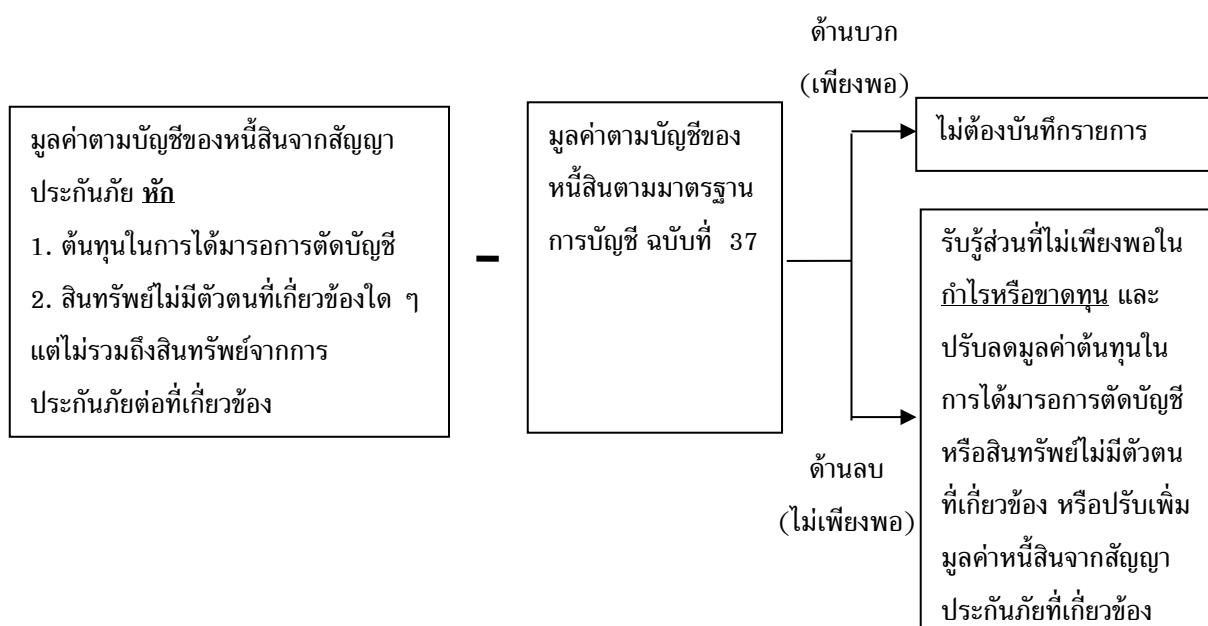 มูลค่าตามบัญชีของหนี้สินจากสัญญา
ประกันภัย หัก
1. ต้นทุนในการได้มารอการตัดบัญชี
2. สินทรัพย์ไม่มีตัวตนที่เกี่ยวข้องใด ๆ
แต่ไม่รวมถึงสินทรัพย์จากการ
ประกันภัยต่อที่เกี่ยวข้อง
-
มูลค่าตามบัญชีของ
หนี้สินตามมาตรฐาน
การบัญชี ฉบับที่ 37
ด้านบวก
(เพียงพอ)
ไม่ต้องบันทึกรายการ
ด้านลบ
(ไม่เพียงพอ)
รับรู้ส่วนที่ไม่เพียงพอใน
กำไรหรือขาดทุน และ
ปรับลดมูลค่าต้นทุนใน
การได้มารอการตัดบัญชี
หรือสินทรัพย์ไม่มีตัวตน
ที่เกี่ยวข้อง หรือปรับเพิ่ม
มูลค่าหนี้สินจากสัญญา
ประกันภัยที่เกี่ยวข้อง